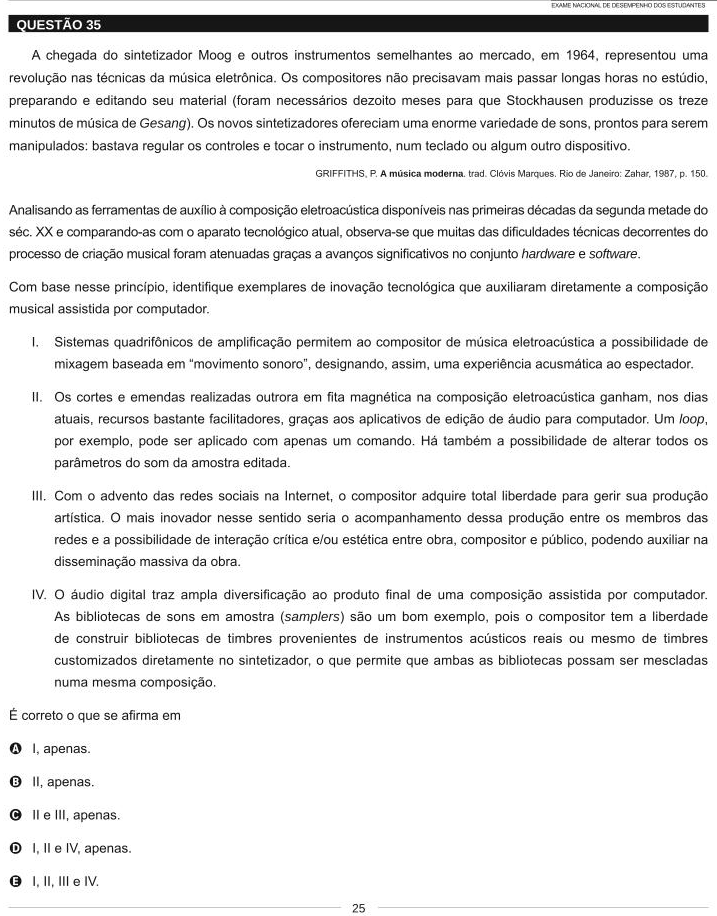 EXAME NACIONAL DE DESEMPENHO DOS ESTUDANTES
QUESTÃO 35
A chegada do sintetizador Moog e outros instrumentos semelhantes ao mercado, em 1964, representou uma
revolução nas técnicas da música eletrônica. Os compositores não precisavam mais passar longas horas no estúdio,
preparando e editando seu material (foram necessários dezoito meses para que Stockhausen produzisse os treze
minutos de música de Gesang). Os novos sintetizadores ofereciam uma enorme variedade de sons, prontos para serem
manipulados: bastava regular os controles e tocar o instrumento, num teclado ou algum outro dispositivo.
GRIFFITHS, P. A música moderna. trad. Clóvis Marques. Rio de Janeiro: Zahar, 1987, p. 150.
Analisando as ferramentas de auxílio à composição eletroacústica disponíveis nas primeiras décadas da segunda metade do
séc. XX e comparando-as com o aparato tecnológico atual, observa-se que muitas das dificuldades técnicas decorrentes do
processo de criação musical foram atenuadas graças a avanços significativos no conjunto hardware e software.
Com base nesse princípio, identifique exemplares de inovação tecnológica que auxiliaram diretamente a composição
musical assistida por computador.
I. Sistemas quadrifônicos de amplificação permitem ao compositor de música eletroacústica a possibilidade de
mixagem baseada em “movimento sonoro”, designando, assim, uma experiência acusmática ao espectador.
II. Os cortes e emendas realizadas outrora em fita magnética na composição eletroacústica ganham, nos dias
atuais, recursos bastante facilitadores, graças aos aplicativos de edição de áudio para computador. Um loop,
por exemplo, pode ser aplicado com apenas um comando. Há também a possibilidade de alterar todos os
parâmetros do som da amostra editada.
III. Com o advento das redes sociais na Internet, o compositor adquire total liberdade para gerir sua produção
artística. O mais inovador nesse sentido seria o acompanhamento dessa produção entre os membros das
redes e a possibilidade de interação crítica e/ou estética entre obra, compositor e público, podendo auxiliar na
disseminação massiva da obra.
IV. O áudio digital traz ampla diversificação ao produto final de uma composição assistida por computador.
As bibliotecas de sons em amostra (samplers) são um bom exemplo, pois o compositor tem a liberdade
de construir bibliotecas de timbres provenientes de instrumentos acústicos reais ou mesmo de timbres
customizados diretamente no sintetizador, o que permite que ambas as bibliotecas possam ser mescladas
numa mesma composição.
É correto o que se afirma em
A I, apenas.
B II, apenas.
C II e III, apenas.
D I, II e IV, apenas.
E I, II, III e IV.
25